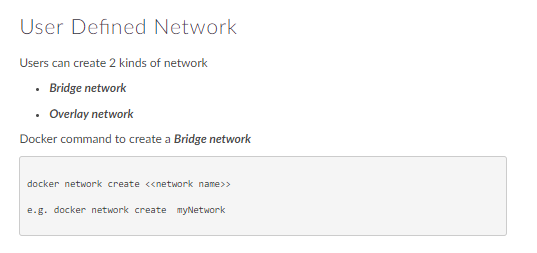 User Defined Network
Users can create 2 kinds of network
• Bridge network
• Overlay network
Docker command to create a Bridge network
docker network create <<network name>>
e.g. docker network create  myNetwork